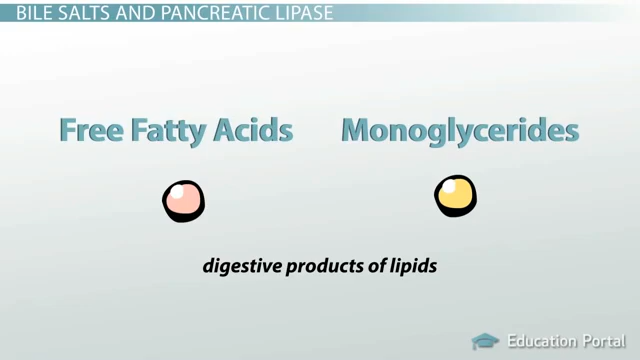 BILE SALTS AND PANCREATIC LIPASE
Free Fatty Acids Monoglycerides
digestive products of lipids
Education Portal